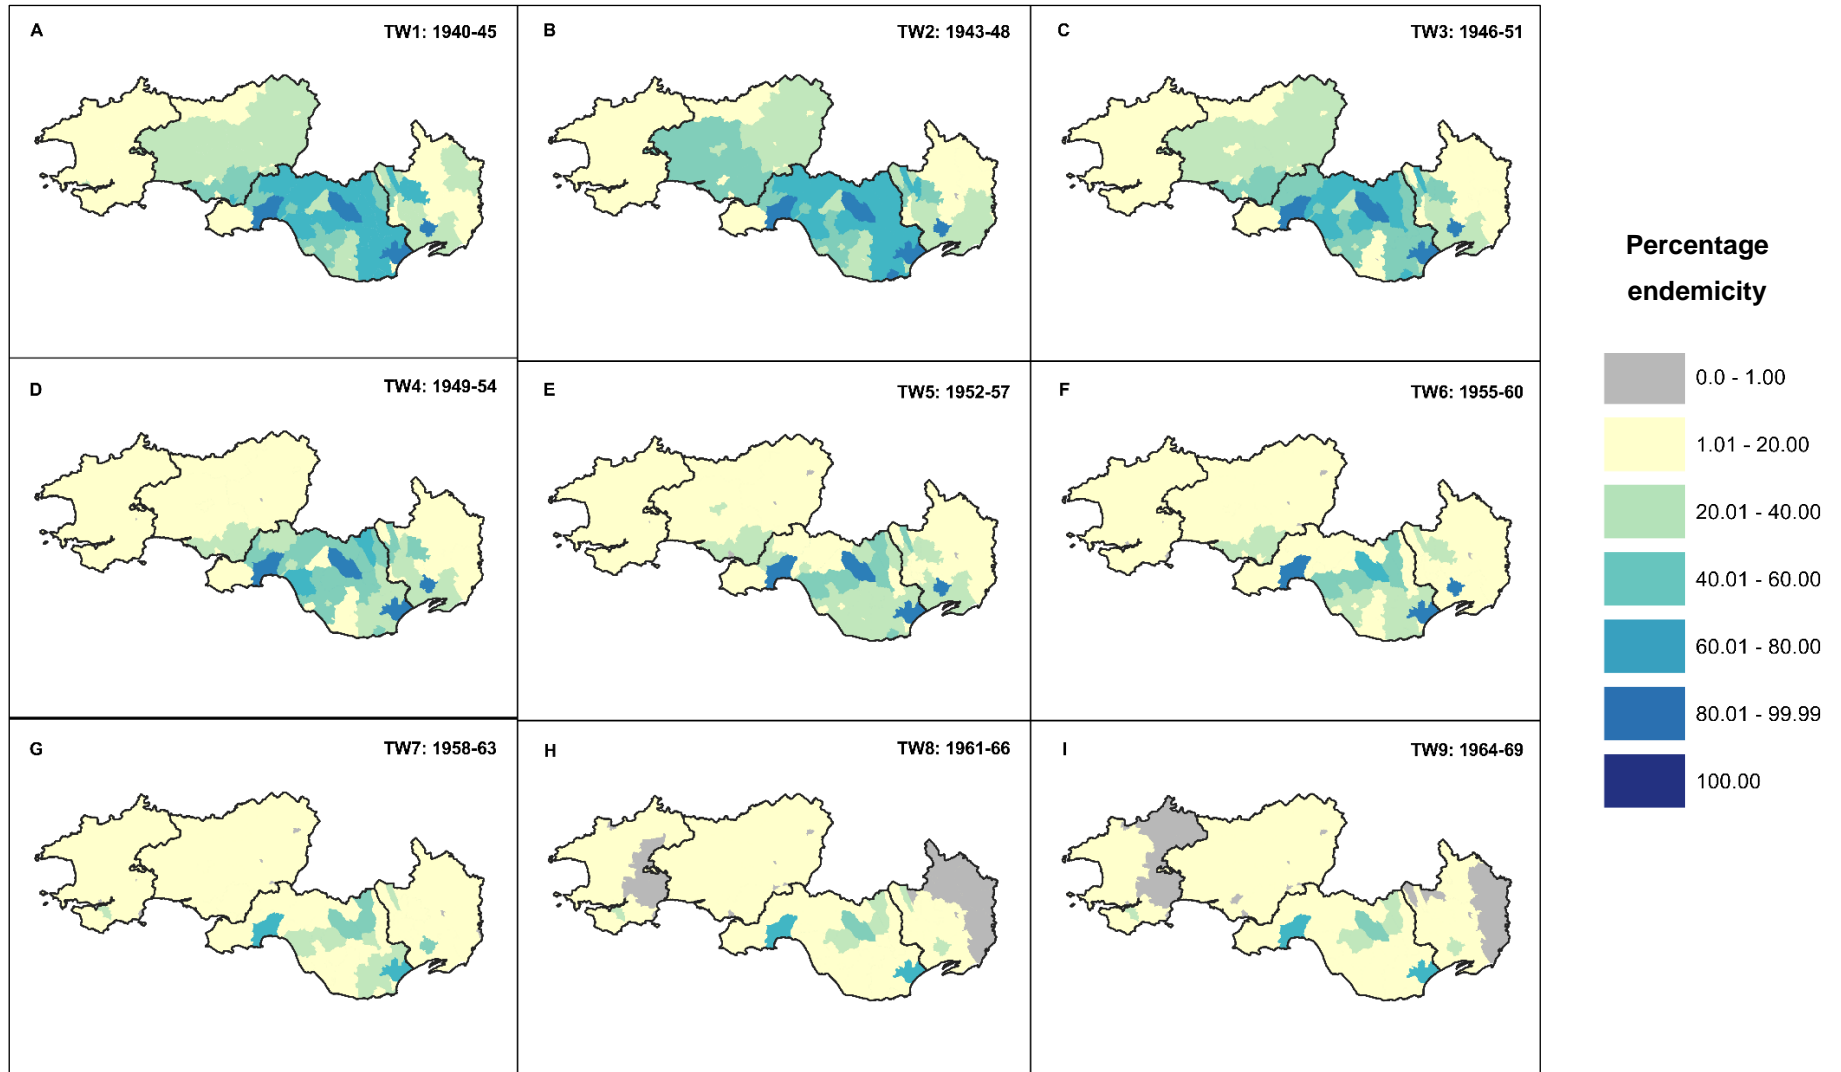 A
TW1: 1940-45
B
TW2: 1943-48
C
TW3: 1946-51
D
TW4: 1949-54
E
TW5: 1952-57
F
TW6: 1955-60
G
TW7: 1958-63
H
TW8: 1961-66
I
TW9: 1964-69
Percentage
endemicity
0.0 - 1.00
1.01 - 20.00
20.01 - 40.00
40.01 - 60.00
60.01 - 80.00
80.01 - 99.99
100.00